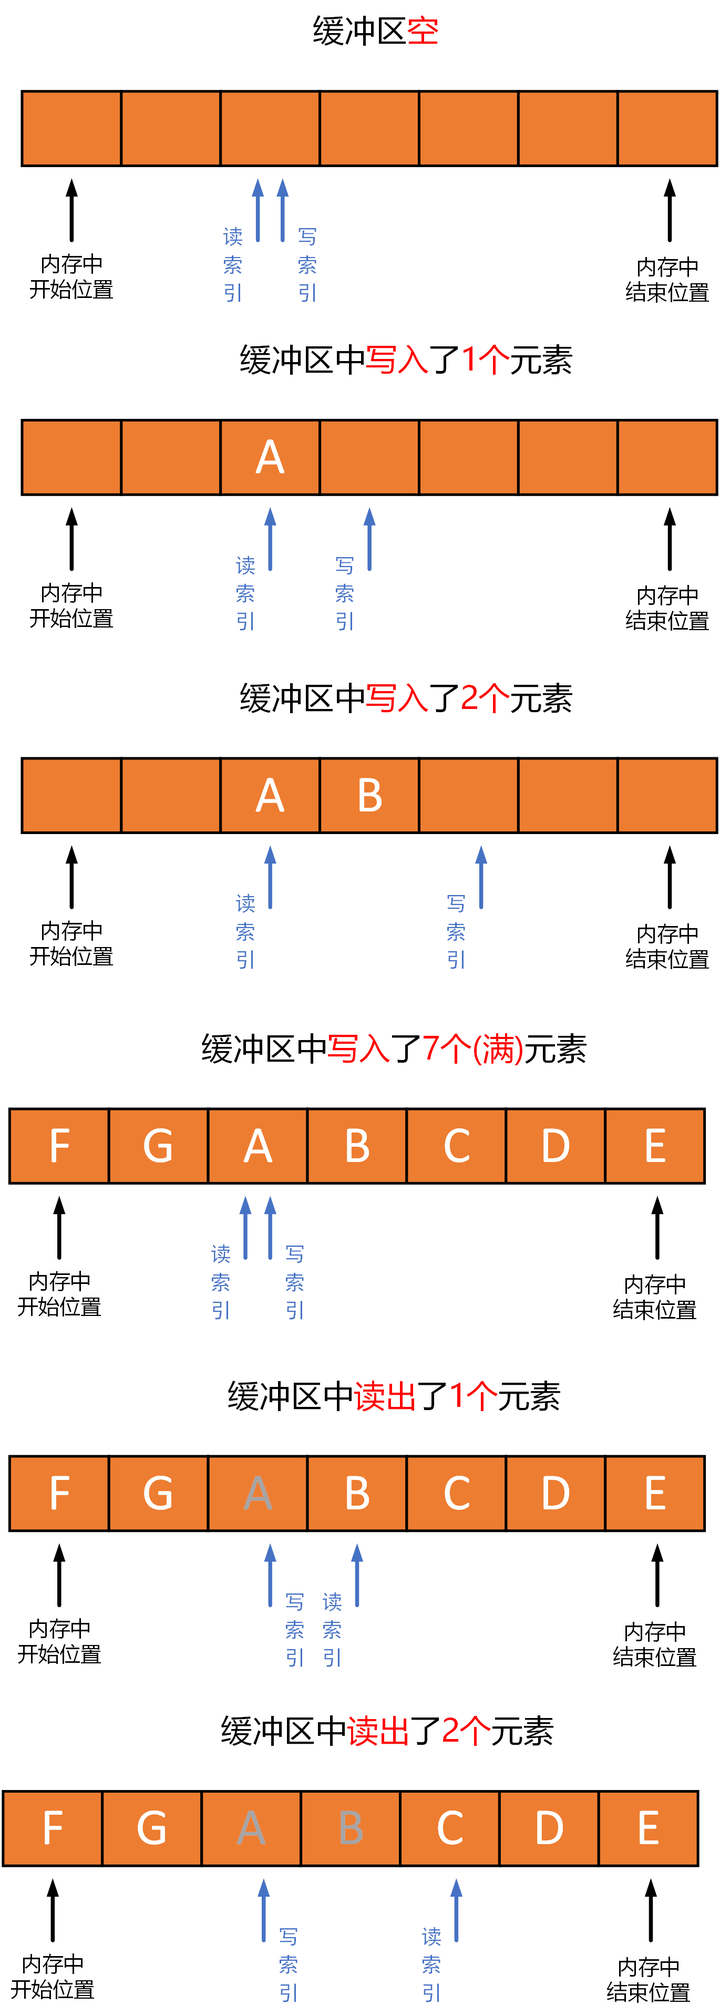 缓冲区空
读索引
写索引
内存中
开始位置
内存中
结束位置
缓冲区中写入了1个元素
A
读索引
写索引
内存中
开始位置
内存中
结束位置
缓冲区中写入了2个元素
A B
读索引
写索引
内存中
开始位置
内存中
结束位置
缓冲区中写入了7个(满)元素
F G A B C D E
读索引
写索引
内存中
开始位置
内存中
结束位置
缓冲区中读出了1个元素
F G A B C D E
写索引
读索引
内存中
开始位置
内存中
结束位置
缓冲区中读出了2个元素
F G A B C D E
写索引
读索引
内存中
开始位置
内存中
结束位置